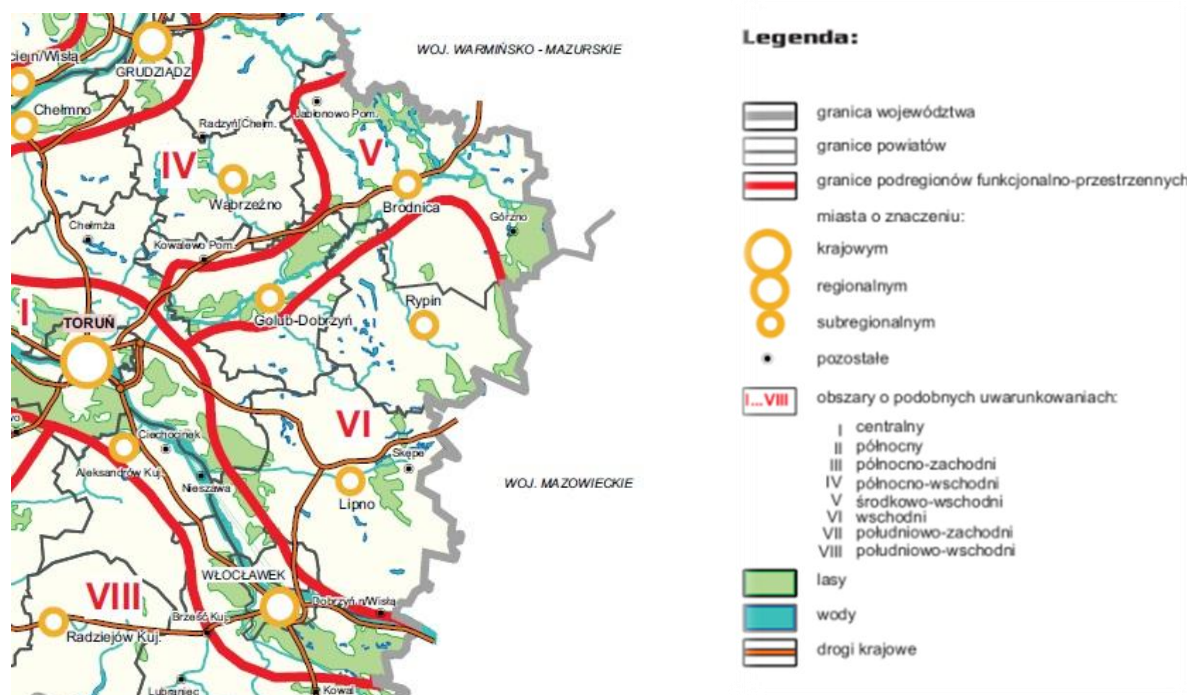 WOJ. WARMIŃSKO - MAZURSKIE
GRUDZIĄDZ
Chełmno
Radzyń Chełm.
Jabłonowo Pom.
IV
V
Wąbrzeźno
Brodnica
Górzno
Chełmża
Kowalewo Pom.
I
TORUŃ
Golub-Dobrzyń
Rypin
VI
Ciechocinek
Aleksandrów Kuj.
Nieszawa
Skępe
Lipno
WOJ. MAZOWIECKIE
WŁOCŁAWEK
VIII
Dobrzyń n/Wisłą
Brześć Kuj.
Radziejów Kuj.
Lubraniec
Kowal
Legenda:
granica województwa
granice powiatów
granice podregionów funkcjonalno-przestrzennych
miasta o znaczeniu:
krajowym
regionalnym
subregionalnym
pozostałe
I...VIII obszary o podobnych uwarunkowaniach:
I centralny
II północny
III północno-zachodni
IV północno-wschodni
V środkowo-wschodni
VI wschodni
VII południowo-zachodni
VIII południowo-wschodni
lasy
wody
drogi krajowe